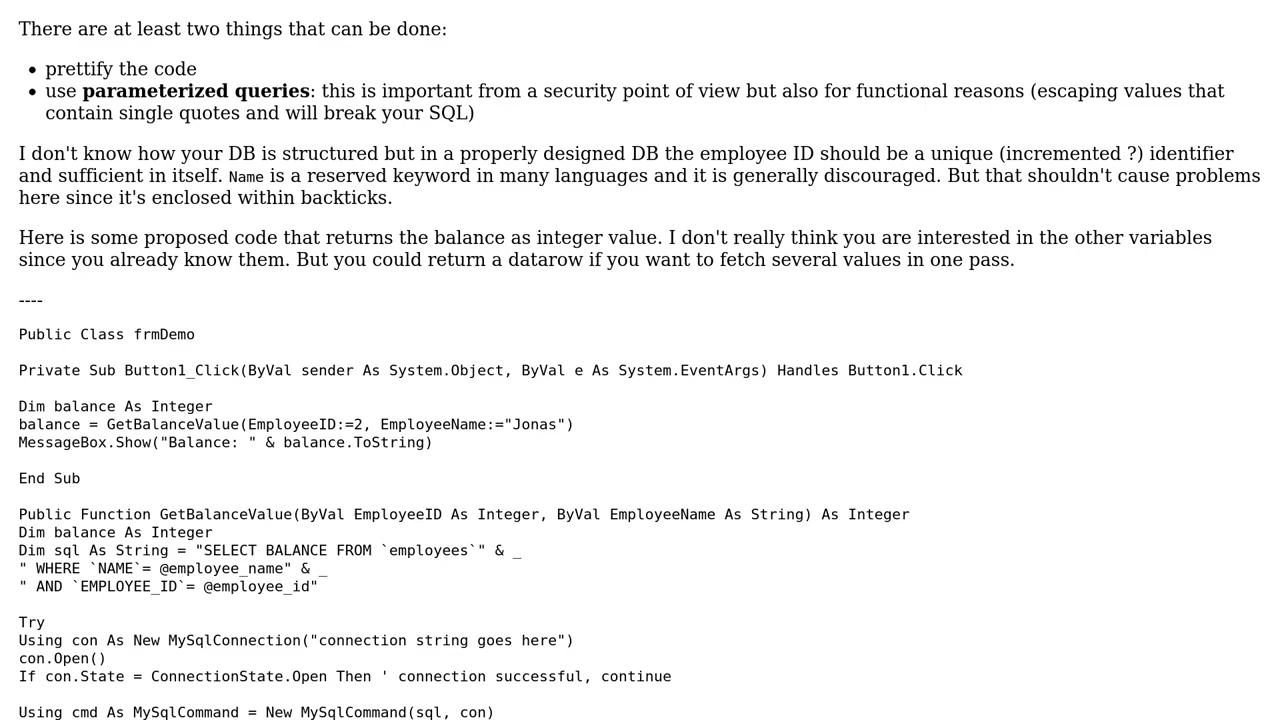 There are at least two things that can be done:
• prettify the code
• use parameterized queries: this is important from a security point of view but also for functional reasons (escaping values that
contain single quotes and will break your SQL)
I don't know how your DB is structured but in a properly designed DB the employee ID should be a unique (incremented ?) identifier
and sufficient in itself. Name is a reserved keyword in many languages and it is generally discouraged. But that shouldn't cause problems
here since it's enclosed within backticks.
Here is some proposed code that returns the balance as integer value. I don't really think you are interested in the other variables
since you already know them. But you could return a datarow if you want to fetch several values in one pass.
----
Public Class frmDemo
Private Sub Button1_Click(ByVal sender As System.Object, ByVal e As System.EventArgs) Handles Button1.Click
Dim balance As Integer
balance = GetBalanceValue(EmployeeID:=2, EmployeeName:="Jonas")
MessageBox.Show("Balance: " & balance.ToString)
End Sub
Public Function GetBalanceValue(ByVal EmployeeID As Integer, ByVal EmployeeName As String) As Integer
Dim balance As Integer
Dim sql As String = "SELECT BALANCE FROM `employees`" & _
" WHERE `NAME`= @employee_name" & _
" AND `EMPLOYEE_ID`= @employee_id"
Try
Using con As New MySqlConnection("connection string goes here")
con.Open()
If con.State = ConnectionState.Open Then ' connection successful, continue
Using cmd As MySqlCommand = New MySqlCommand(sql, con)